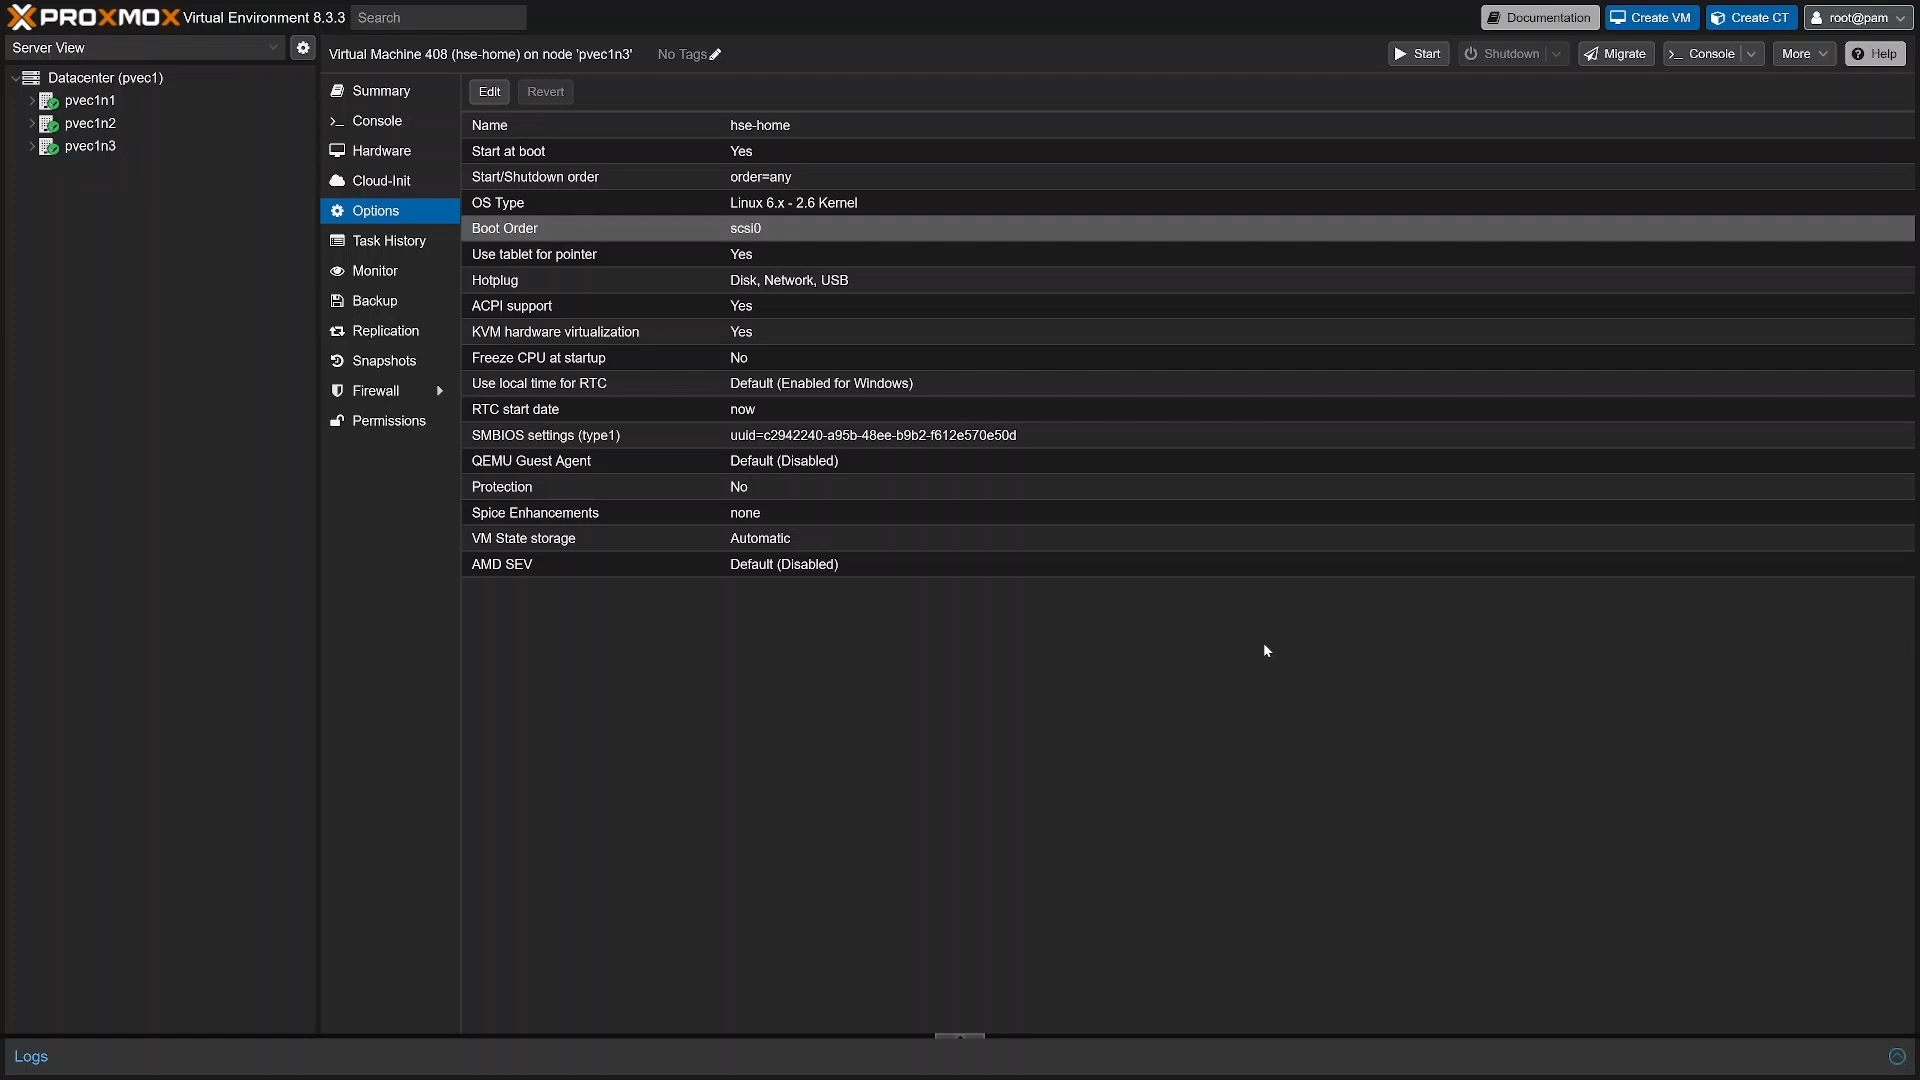 PROXMOX Virtual Environment 8.3.3 Search Documentation Create VM Create CT root@pam
Server View
Virtual Machine 408 (hse-home) on node 'pvec1n3' No Tags Start Shutdown Migrate >_ Console More Help
Datacenter (pvec1)
pvec1n1
pvec1n2
pvec1n3
Summary
>_ Console
Hardware
Cloud-Init
Options
Task History
Monitor
Backup
Replication
Snapshots
Firewall
Permissions
Edit Revert
Name hse-home
Start at boot Yes
Start/Shutdown order order=any
OS Type Linux 6.x - 2.6 Kernel
Boot Order scsi0
Use tablet for pointer Yes
Hotplug Disk, Network, USB
ACPI support Yes
KVM hardware virtualization Yes
Freeze CPU at startup No
Use local time for RTC Default (Enabled for Windows)
RTC start date now
SMBIOS settings (type1) uuid=c2942240-a95b-48ee-b9b2-f612e570e50d
QEMU Guest Agent Default (Disabled)
Protection No
Spice Enhancements none
VM State storage Automatic
AMD SEV Default (Disabled)
Logs